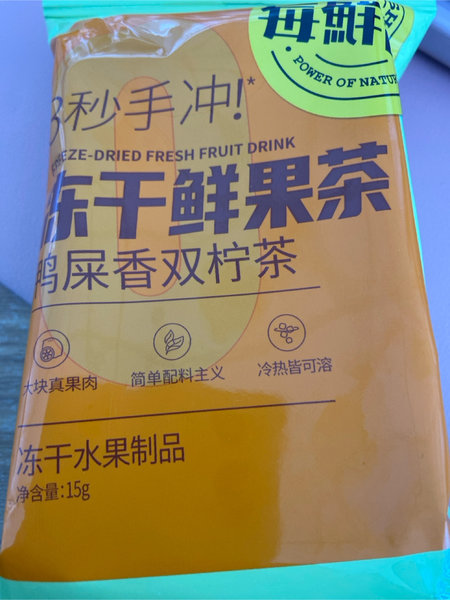 每鲜
POWER OF NATU
3秒手冲!*
FREEZE-DRIED FRESH FRUIT DRINK
冻干鲜果茶
鸭屎香双柠茶
大块真果肉
简单配料主义
冷热皆可溶
冻干水果制品
净含量:15g